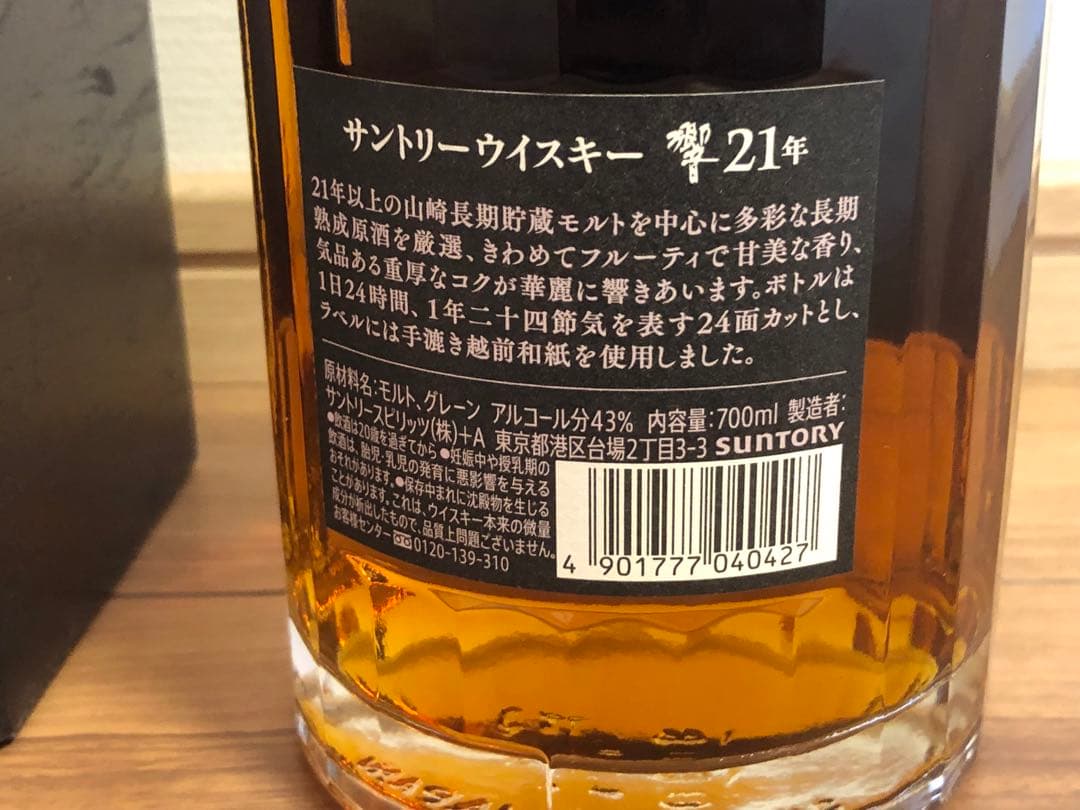 サントリーウイスキー 響 21年
21年以上の山崎長期貯蔵モルトを中心に多彩な長期
熟成原酒を厳選、きわめてフルーティで甘美な香り、
気品ある重厚なコクが華麗に響きあいます。ボトルは
1日24時間、1年二十四節気を表す24面カットとし、
ラベルには手漉き越前和紙を使用しました。
原材料名:モルト、グレーン アルコール分43% 内容量:700ml 製造者:
サントリースピリッツ(株)+A 東京都港区台場2丁目3-3 SUNTORY
●飲酒は20歳を過ぎてから ●妊娠中や授乳期の
飲酒は、胎児・乳児の発育に悪影響を与える
おそれがあります。●保存中まれに沈殿物を生じる
ことがあります。これは、ウイスキー本来の微量
成分が析出したもので、品質上問題ございません。
お客様センター 0120-139-310
4 901777 040427